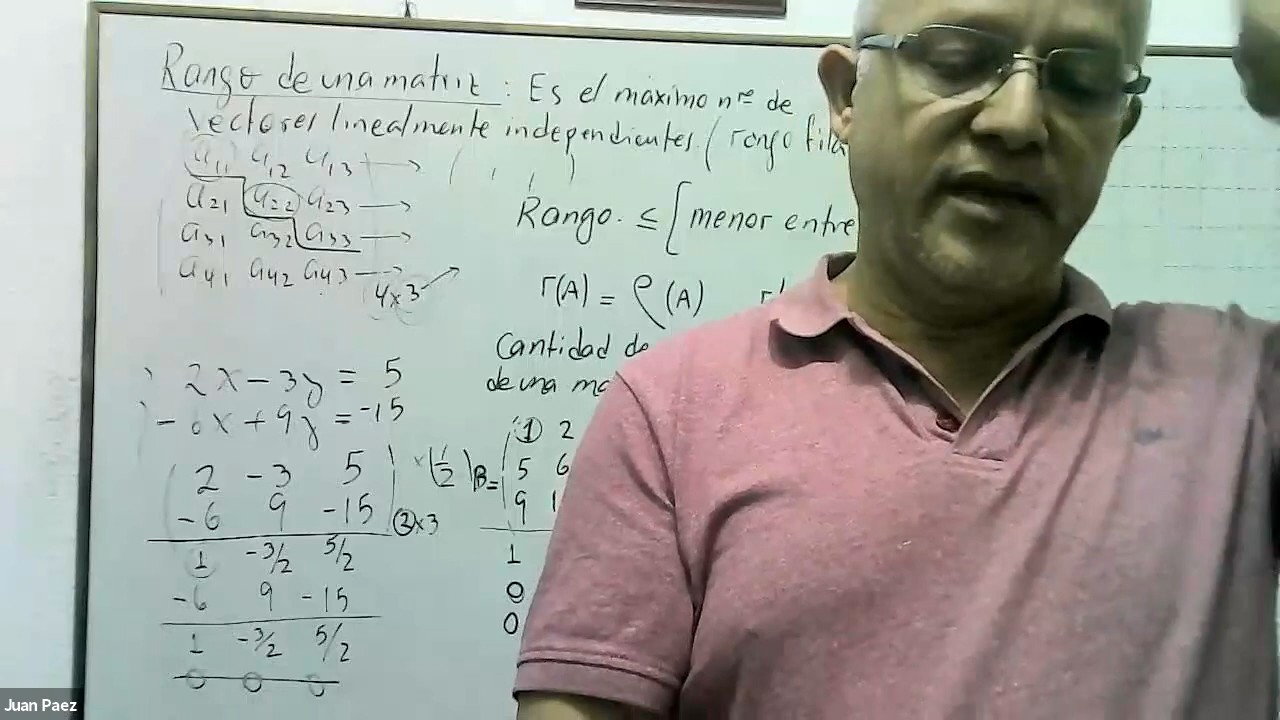 Rango de una matriz : Es el máximo nro de
vectores linealmente independientes. ( rango fila
a11 a12 a13 → ( , , )
a21 a22 a23 →
a31 a32 a33 →
a41 a42 a43 →
4x3
Rango. ≤ [ menor entre
r(A) = ρ(A)
Cantidad de
de una
2x - 3y = 5
- 6x + 9y = -15
2 - 3 5 x(1/2)
- 6 9 - 15 2x3
1 -3/2 5/2
- 6 9 - 15
1 -3/2 5/2
0 0 0
B=
1 2
5 6
9 1
1
0
0
Juan Paez